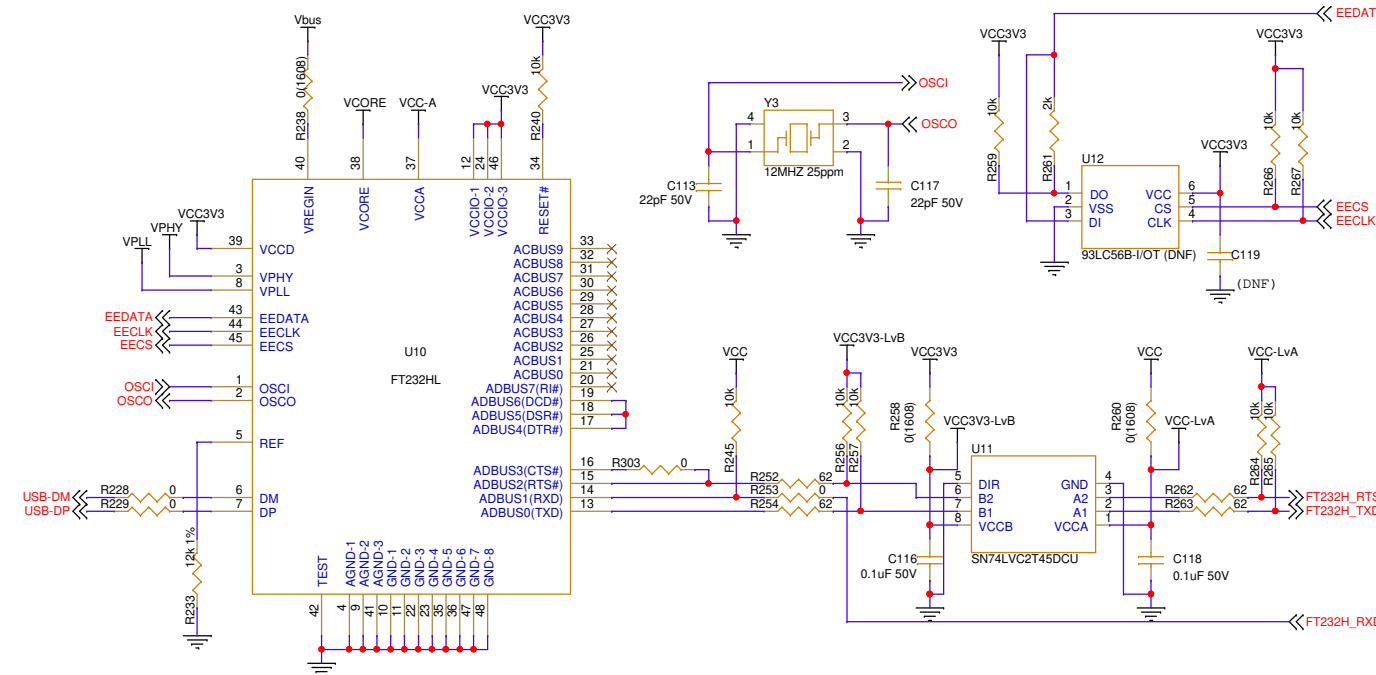 Vbus
VCC3V3
EEDAT
0(1608)
R238
VCORE
VCC-A
VCC3V3
10k
R240
40
38
37
12
24
46
34
VREGIN
VCORE
VCCA
VCCIO-1
VCCIO-2
VCCIO-3
RESET#
VCC3V3
VPHY
VPLL
39
VCCD
3
VPHY
8
VPLL
EEDATA
43
EEDATA
EECLK
44
EECLK
EECS
45
EECS
U10
FT232HL
OSCI
1
OSCI
OSCO
2
OSCO
5
REF
USB-DM
R228
0
6
DM
USB-DP
R229
0
7
DP
12k 1%
R233
ACBUS9
33
ACBUS8
32
ACBUS7
31
ACBUS6
30
ACBUS5
29
ACBUS4
28
ACBUS3
27
ACBUS2
26
ACBUS1
25
ACBUS0
21
ADBUS7(RI#)
20
ADBUS6(DCD#)
19
ADBUS5(DSR#)
18
ADBUS4(DTR#)
17
ADBUS3(CTS#)
16
ADBUS2(RTS#)
15
ADBUS1(RXD)
14
ADBUS0(TXD)
13
TEST
AGND-1
AGND-2
AGND-3
GND-1
GND-2
GND-3
GND-4
GND-5
GND-6
GND-7
GND-8
42
4
9
41
10
11
22
23
35
36
47
48
OSCI
Y3
4
3
OSCO
1
2
12MHZ 25ppm
C113
22pF 50V
C117
22pF 50V
VCC3V3
VCC3V3
10k
R259
2k
R261
10k
R266
10k
R267
VCC3V3
U12
1
DO
VCC
6
2
VSS
CS
5
EECS
3
DI
CLK
4
EECLK
93LC56B-I/OT (DNF)
C119
(DNF)
VCC
VCC3V3-LvB
VCC3V3
VCC
VCC-LvA
10k
R245
10k
R256
10k
R257
R258
0(1608)
VCC3V3-LvB
R260
0(1608)
VCC-LvA
10k
R264
10k
R265
R303
0
R252
62
R253
0
R254
62
U11
5
DIR
GND
4
6
B2
A2
3
R262
62
FT232H_RTS
7
B1
A1
2
R263
62
FT232H_TXD
8
VCCB
VCCA
1
SN74LVC2T45DCU
C116
0.1uF 50V
C118
0.1uF 50V
FT232H_RXD